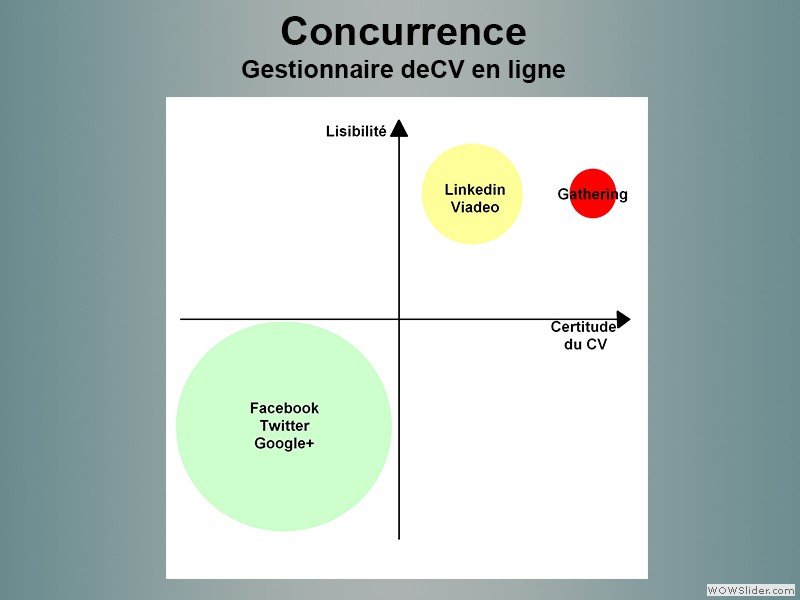 Concurrence
Gestionnaire deCV en ligne
Lisibilité
Linkedin
Viadeo
Gathering
Certitude
du CV
Facebook
Twitter
Google+
WOWSlider.com